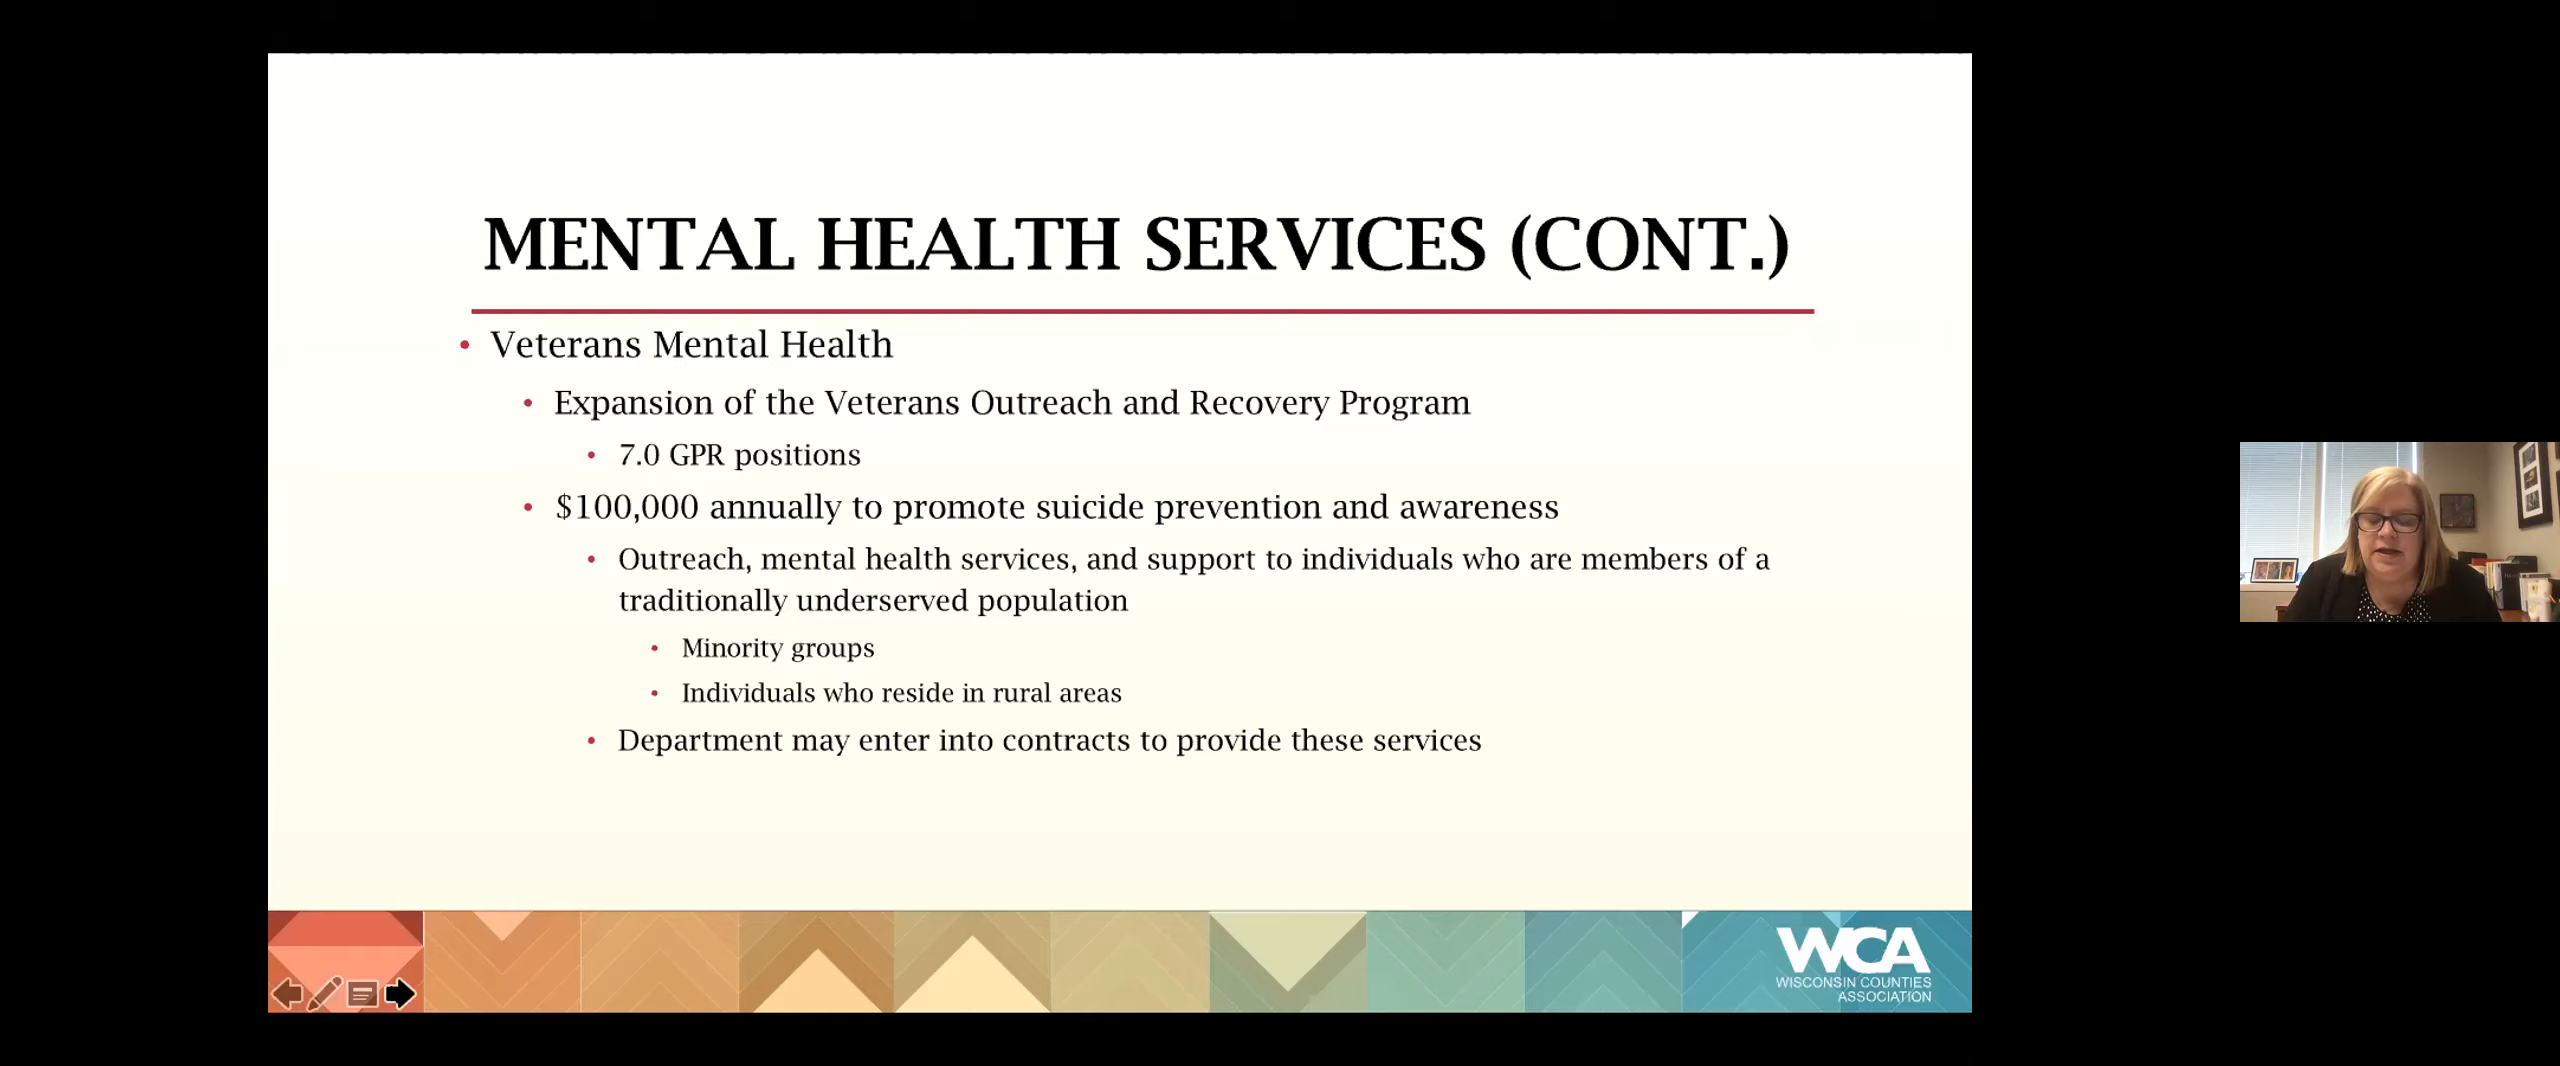 MENTAL HEALTH SERVICES (CONT.)
• Veterans Mental Health
• Expansion of the Veterans Outreach and Recovery Program
• 7.0 GPR positions
• $100,000 annually to promote suicide prevention and awareness
• Outreach, mental health services, and support to individuals who are members of a
traditionally underserved population
• Minority groups
• Individuals who reside in rural areas
• Department may enter into contracts to provide these services
WCA
WISCONSIN COUNTIES
ASSOCIATION